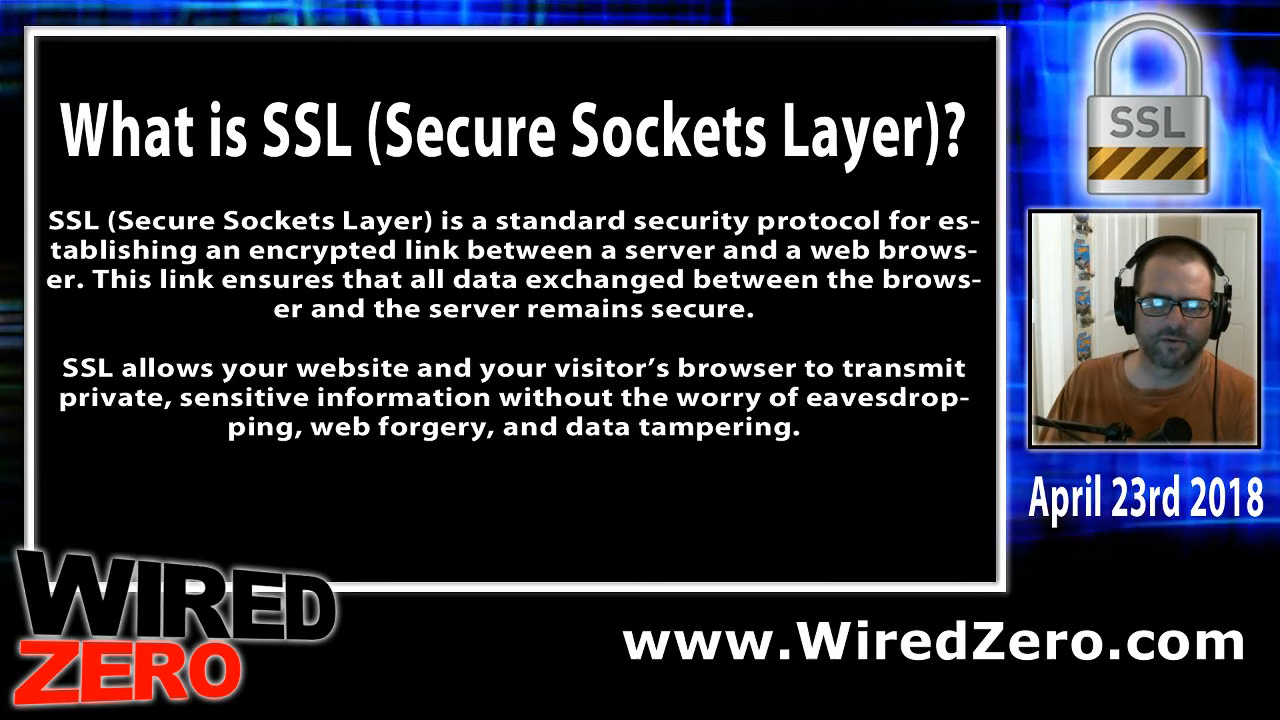 What is SSL (Secure Sockets Layer)?
SSL (Secure Sockets Layer) is a standard security protocol for es-
tablishing an encrypted link between a server and a web brows-
er. This link ensures that all data exchanged between the brows-
er and the server remains secure.
SSL allows your website and your visitor’s browser to transmit
private, sensitive information without the worry of eavesdrop-
ping, web forgery, and data tampering.
SSL
April 23rd 2018
WIRED
ZERO
www.WiredZero.com